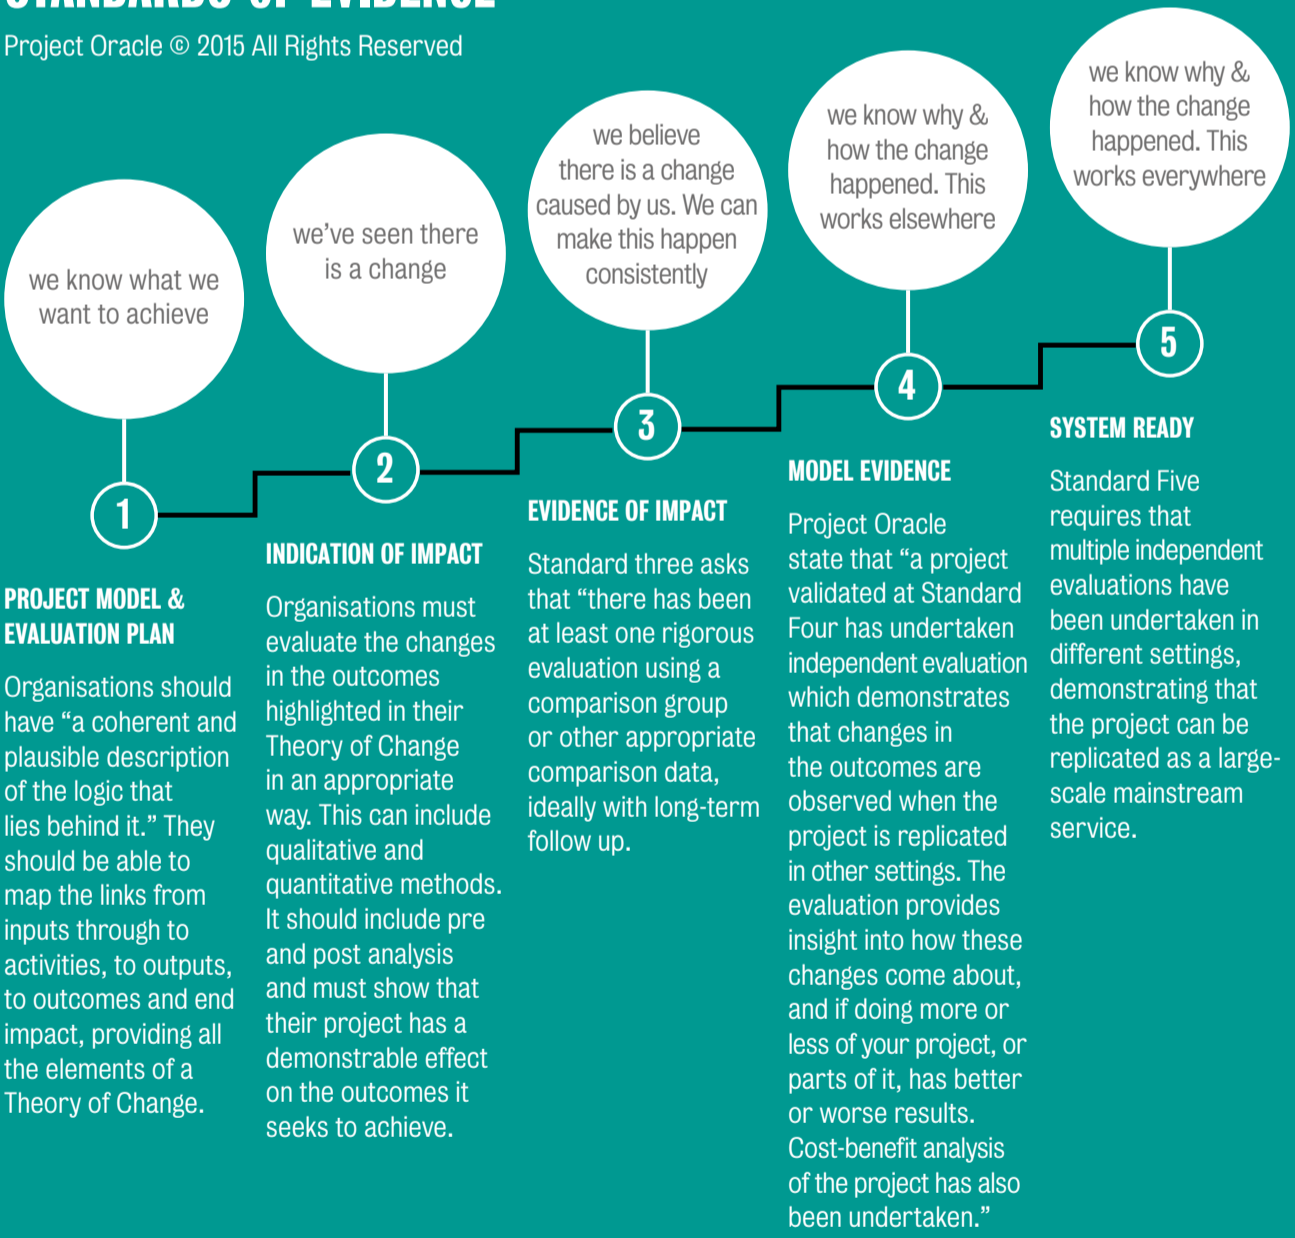 STANDARDS OF EVIDENCE
Project Oracle © 2015 All Rights Reserved
we know what we
want to achieve
1
PROJECT MODEL &
EVALUATION PLAN
Organisations should
have “a coherent and
plausible description
of the logic that
lies behind it.” They
should be able to
map the links from
inputs through to
activities, to outputs,
to outcomes and end
impact, providing all
the elements of a
Theory of Change.
we’ve seen there
is a change
2
INDICATION OF IMPACT
Organisations must
evaluate the changes
in the outcomes
highlighted in their
Theory of Change
in an appropriate
way. This can include
qualitative and
quantitative methods.
It should include pre
and post analysis
and must show that
their project has a
demonstrable effect
on the outcomes it
seeks to achieve.
we believe
there is a change
caused by us. We can
make this happen
consistently
3
EVIDENCE OF IMPACT
Standard three asks
that “there has been
at least one rigorous
evaluation using a
comparison group
or other appropriate
comparison data,
ideally with long-term
follow up.
we know why &
how the change
happened. This
works elsewhere
4
MODEL EVIDENCE
Project Oracle
state that “a project
validated at Standard
Four has undertaken
independent evaluation
which demonstrates
that changes in
the outcomes are
observed when the
project is replicated
in other settings. The
evaluation provides
insight into how these
changes come about,
and if doing more or
less of your project, or
parts of it, has better
or worse results.
Cost-benefit analysis
of the project has also
been undertaken.”
we know why &
how the change
happened. This
works everywhere
5
SYSTEM READY
Standard Five
requires that
multiple independent
evaluations have
been undertaken in
different settings,
demonstrating that
the project can be
replicated as a large-
scale mainstream
service.